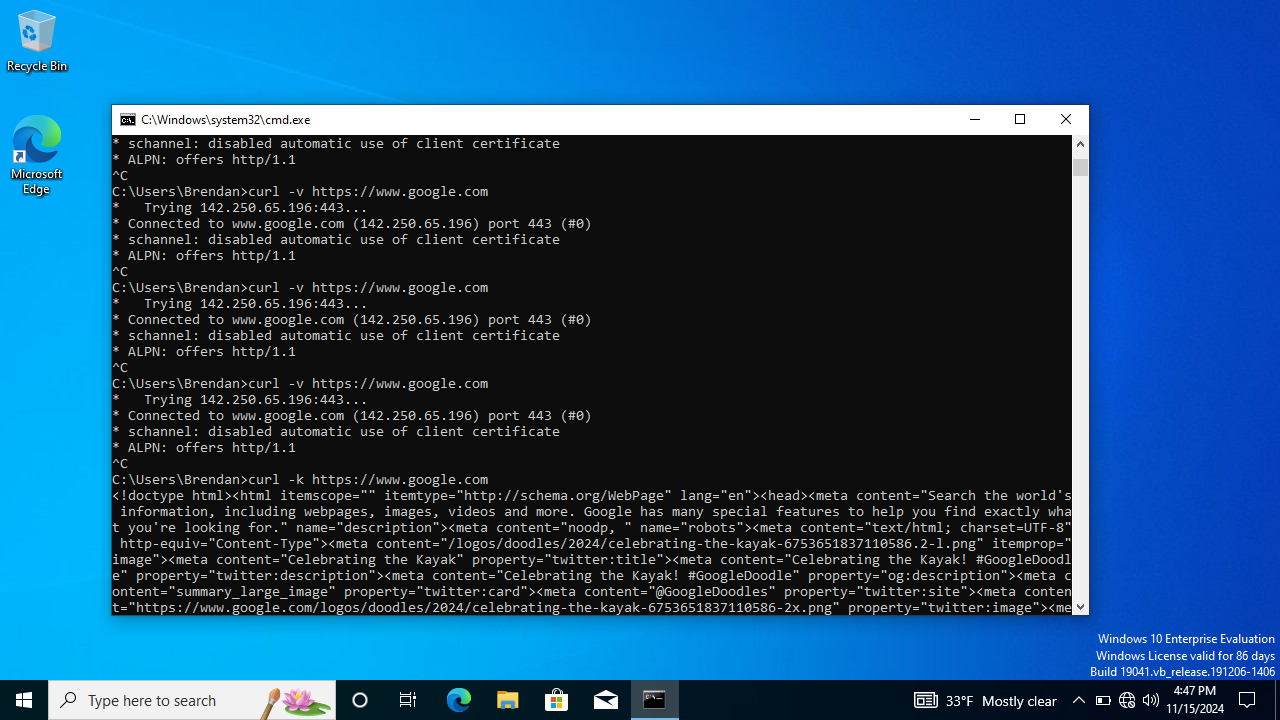 Recycle Bin
Microsoft
Edge
C:\Windows\system32\cmd.exe
* schannel: disabled automatic use of client certificate
* ALPN: offers http/1.1
^C
C:\Users\Brendan>curl -v https://www.google.com
*   Trying 142.250.65.196:443...
* Connected to www.google.com (142.250.65.196) port 443 (#0)
* schannel: disabled automatic use of client certificate
* ALPN: offers http/1.1
^C
C:\Users\Brendan>curl -v https://www.google.com
*   Trying 142.250.65.196:443...
* Connected to www.google.com (142.250.65.196) port 443 (#0)
* schannel: disabled automatic use of client certificate
* ALPN: offers http/1.1
^C
C:\Users\Brendan>curl -v https://www.google.com
*   Trying 142.250.65.196:443...
* Connected to www.google.com (142.250.65.196) port 443 (#0)
* schannel: disabled automatic use of client certificate
* ALPN: offers http/1.1
^C
C:\Users\Brendan>curl -k https://www.google.com
<!doctype html><html itemscope="" itemtype="http://schema.org/WebPage" lang="en"><head><meta content="Search the world's
 information, including webpages, images, videos and more. Google has many special features to help you find exactly wha
t you're looking for." name="description"><meta content="noodp, " name="robots"><meta content="text/html; charset=UTF-8"
 http-equiv="Content-Type"><meta content="/logos/doodles/2024/celebrating-the-kayak-6753651837110586.2-l.png" itemprop="
image"><meta content="Celebrating the Kayak" property="twitter:title"><meta content="Celebrating the Kayak! #GoogleDoodl
e" property="twitter:description"><meta content="Celebrating the Kayak! #GoogleDoodle" property="og:description"><meta c
ontent="summary_large_image" property="twitter:card"><meta content="@GoogleDoodles" property="twitter:site"><meta conten
t="https://www.google.com/logos/doodles/2024/celebrating-the-kayak-6753651837110586-2x.png" property="twitter:image"><me
Windows 10 Enterprise Evaluation
Windows License valid for 86 days
Build 19041.vb_release.191206-1406
Type here to search
33°F Mostly clear
4:47 PM
11/15/2024